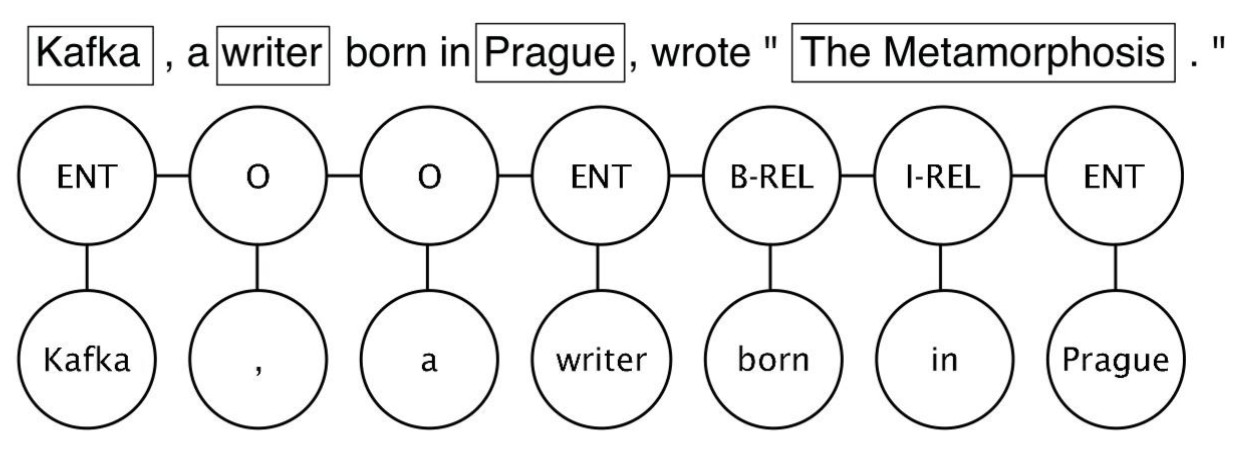 Kafka , a writer born in Prague , wrote " The Metamorphosis . "
ENT O O ENT B-REL I-REL ENT
Kafka , a writer born in Prague